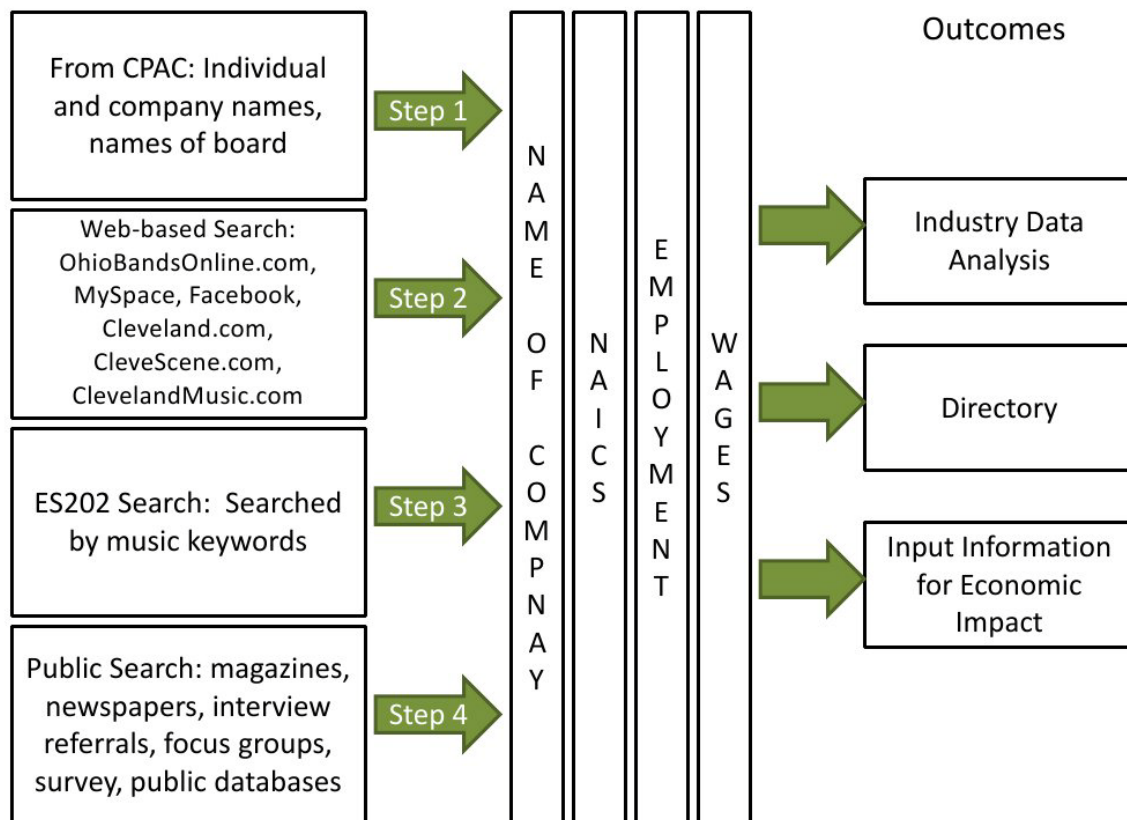 Outcomes
From CPAC: Individual
and company names,
names of board
Step 1
Web-based Search:
OhioBandsOnline.com,
MySpace, Facebook,
Cleveland.com,
CleveScene.com,
ClevelandMusic.com
Step 2
ES202 Search:  Searched
by music keywords
Step 3
Public Search: magazines,
newspapers, interview
referrals, focus groups,
survey, public databases
Step 4
NAME OF COMPNAY
NAICS
EMPLOYMENT
WAGES
Industry Data
Analysis
Directory
Input Information
for Economic
Impact